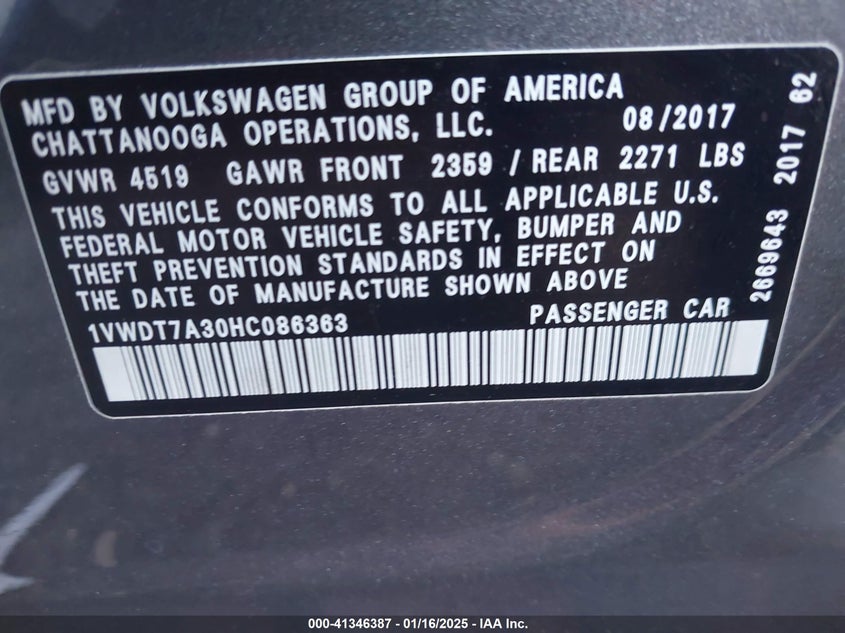 MFD BY VOLKSWAGEN GROUP OF AMERICA
CHATTANOOGA OPERATIONS, LLC. 08/2017
GVWR 4519 GAWR FRONT 2359 / REAR 2271 LBS
THIS VEHICLE CONFORMS TO ALL APPLICABLE U.S.
FEDERAL MOTOR VEHICLE SAFETY, BUMPER AND
THEFT PREVENTION STANDARDS IN EFFECT ON
THE DATE OF MANUFACTURE SHOWN ABOVE
1VWDT7A30HC086363 PASSENGER CAR
2669643 2017 62
000-41346387 - 01/16/2025 - IAA Inc.